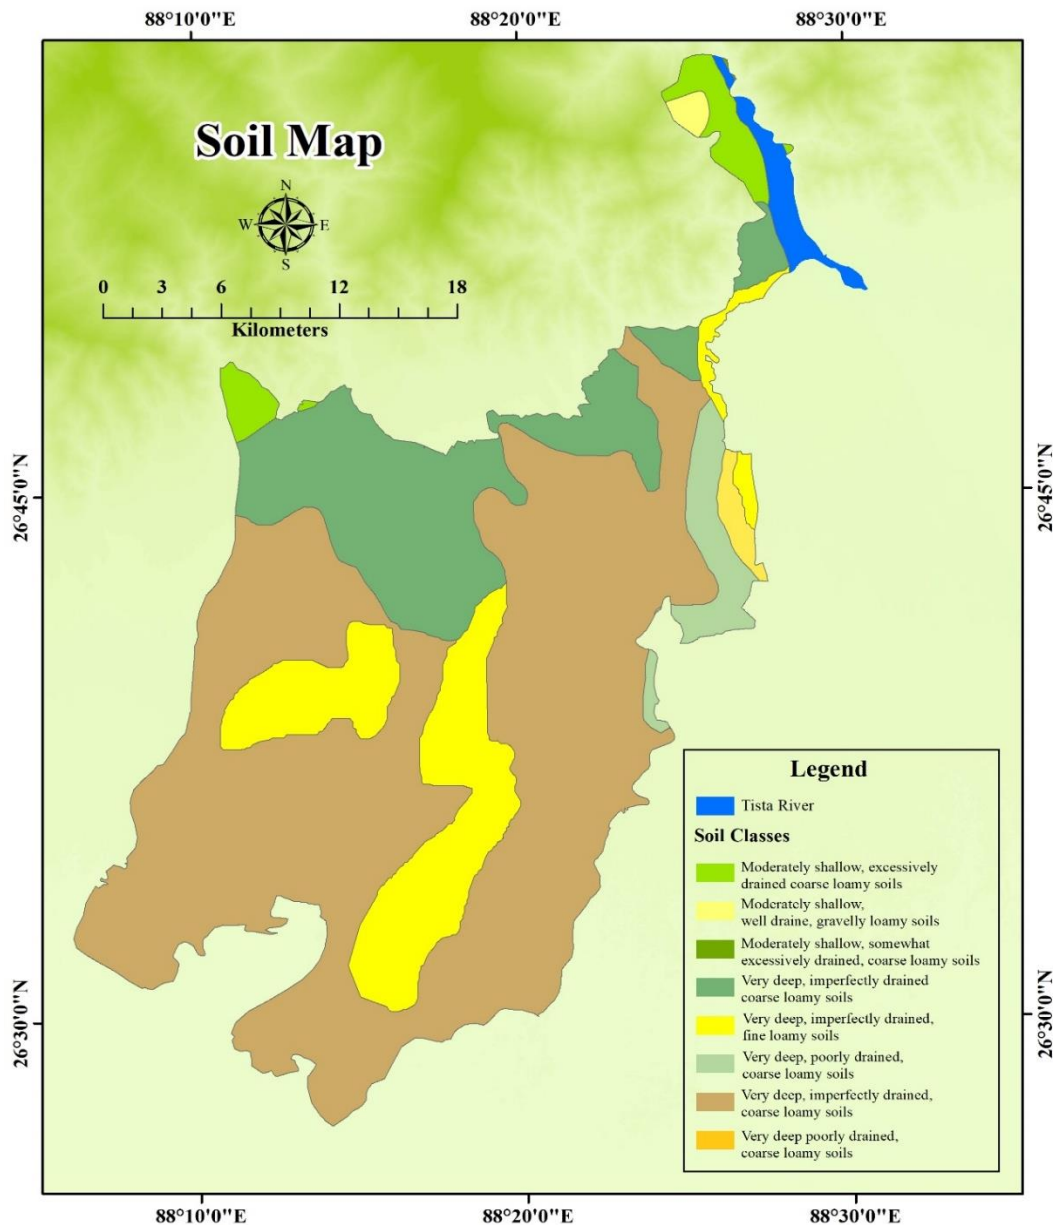 88°10'0"E 88°20'0"E 88°30'0"E
Soil Map
N
W E
S
0 3 6 12 18
Kilometers
26°45'0"N 26°45'0"N
26°30'0"N 26°30'0"N
Legend
Tista River
Soil Classes
Moderately shallow, excessively
drained coarse loamy soils
Moderately shallow,
well draine, gravelly loamy soils
Moderately shallow, somewhat
excessively drained, coarse loamy soils
Very deep, imperfectly drained
coarse loamy soils
Very deep, imperfectly drained,
fine loamy soils
Very deep, poorly drained,
coarse loamy soils
Very deep, imperfectly drained,
coarse loamy soils
Very deep poorly drained,
coarse loamy soils
88°10'0"E 88°20'0"E 88°30'0"E